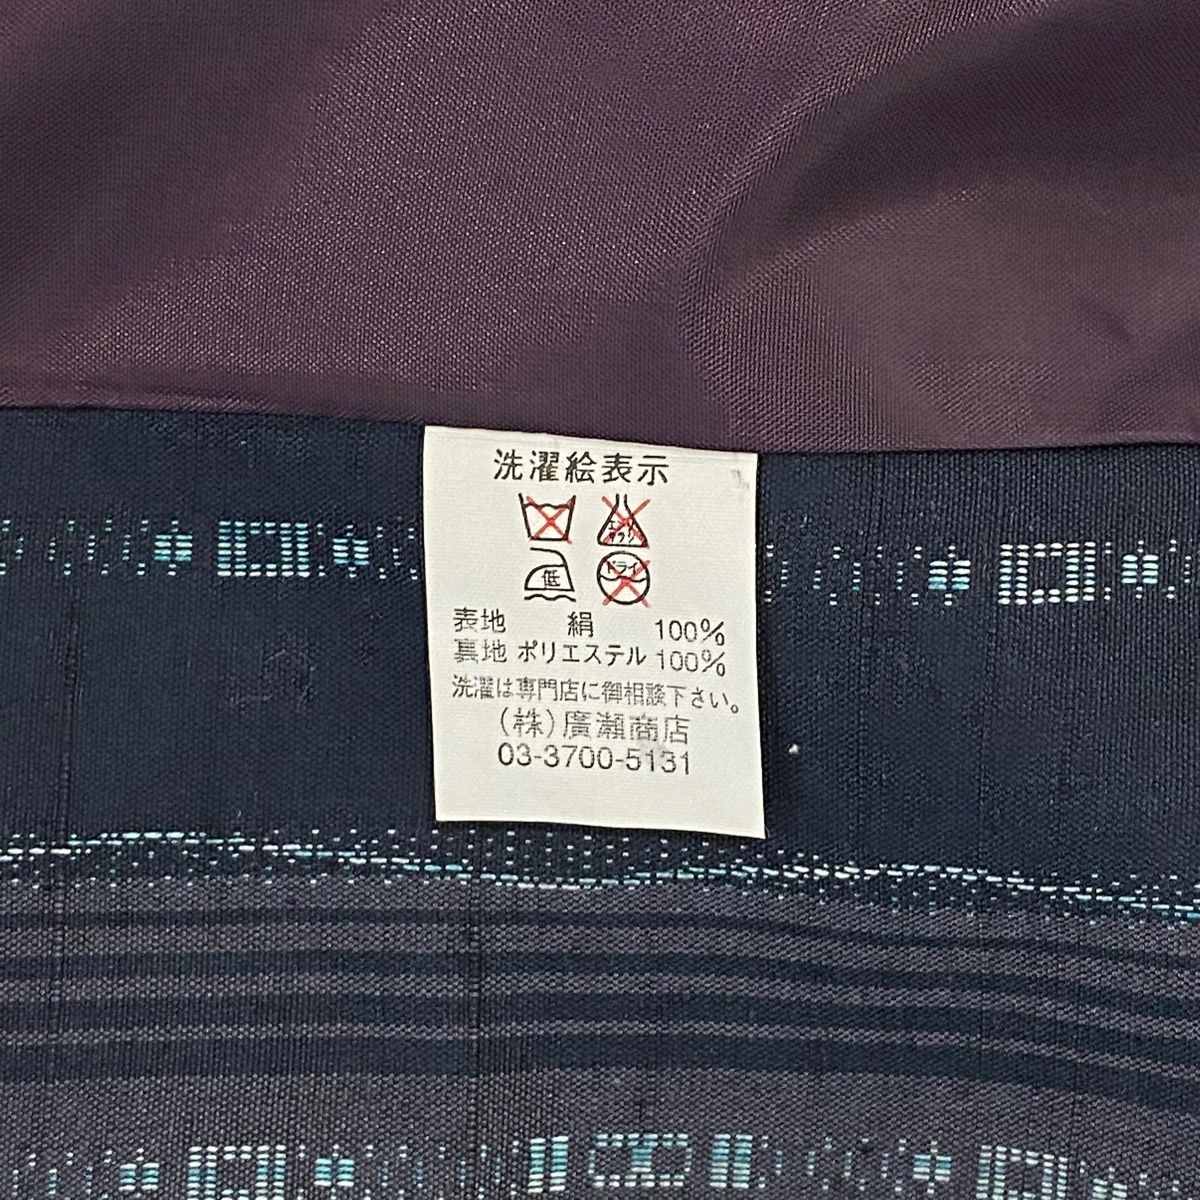 洗濯絵表示
エンソ
サラシ
低
ドライ
表地 絹 100%
裏地 ポリエステル 100%
洗濯は専門店に御相談下さい。
(株)廣瀬商店
03-3700-5131